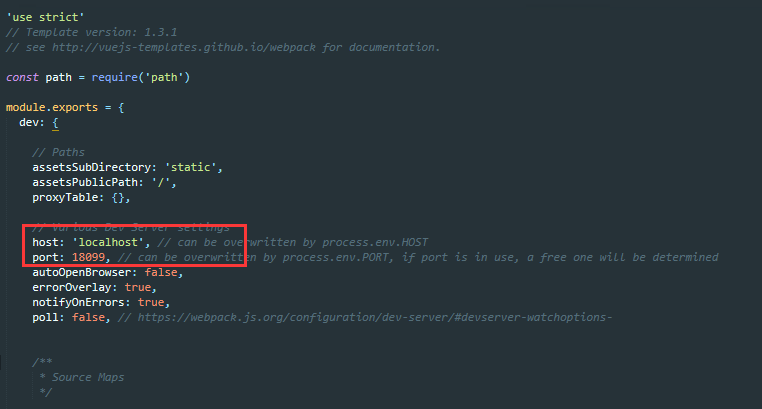 'use strict'
// Template version: 1.3.1
// see http://vuejs-templates.github.io/webpack for documentation.
const path = require('path')
module.exports = {
dev: {
// Paths
assetsSubDirectory: 'static',
assetsPublicPath: '/',
proxyTable: {},
// Various Dev Server settings
host: 'localhost', // can be overwritten by process.env.HOST
port: 18099, // can be overwritten by process.env.PORT, if port is in use, a free one will be determined
autoOpenBrowser: false,
errorOverlay: true,
notifyOnErrors: true,
poll: false, // https://webpack.js.org/configuration/dev-server/#devserver-watchoptions-
/**
* Source Maps
*/